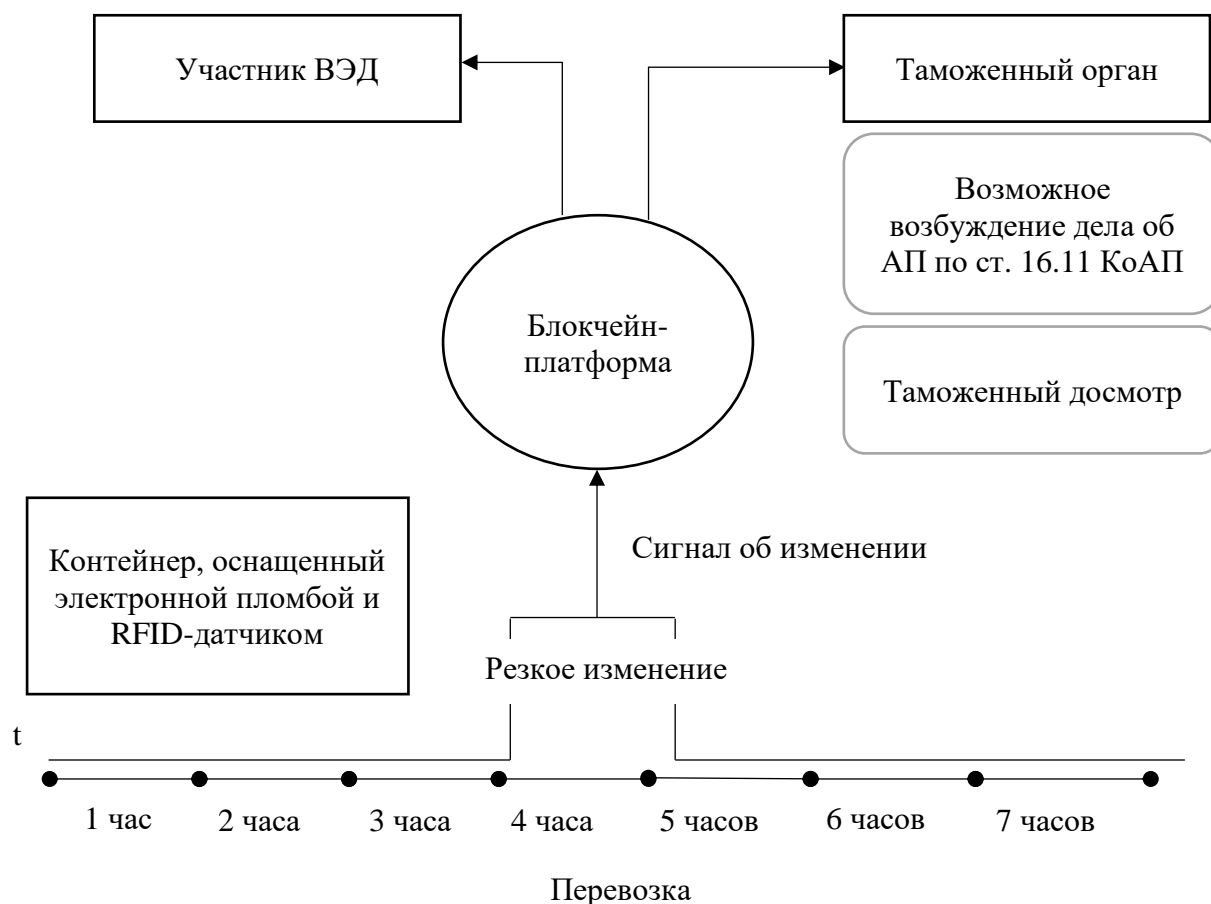 Участник ВЭД
Таможенный орган
Возможное
возбуждение дела об
АП по ст. 16.11 КоАП
Блокчейн-
платформа
Таможенный досмотр
Контейнер, оснащенный
электронной пломбой и
RFID-датчиком
Сигнал об изменении
Резкое изменение
t
1 час 2 часа 3 часа 4 часа 5 часов 6 часов 7 часов
Перевозка